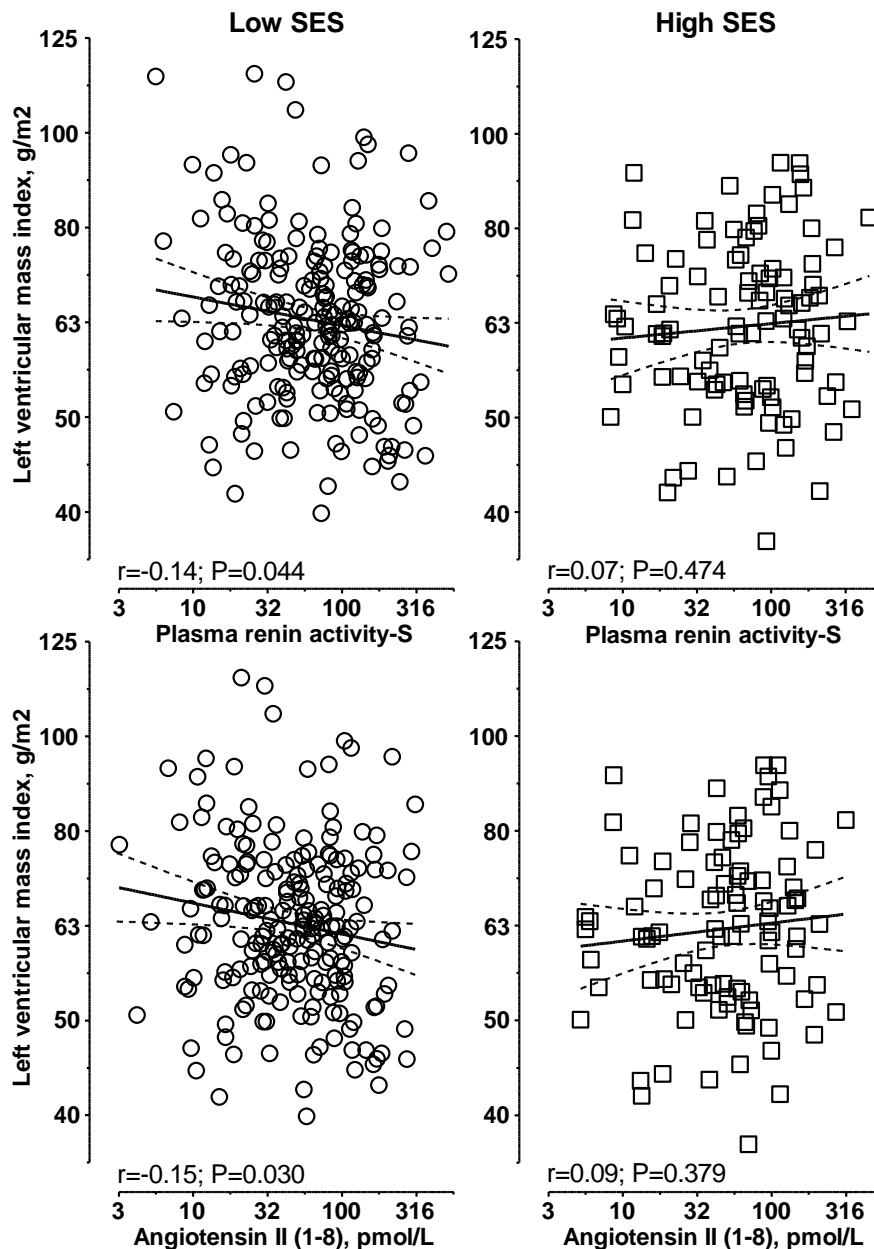 Low SES
High SES
Left ventricular mass index, g/m2
125
100
80
63
50
40
r=-0.14; P=0.044
3 10 32 100 316
Plasma renin activity-S
125
100
80
63
50
40
r=0.07; P=0.474
3 10 32 100 316
Plasma renin activity-S
Left ventricular mass index, g/m2
125
100
80
63
50
40
r=-0.15; P=0.030
3 10 32 100 316
Angiotensin II (1-8), pmol/L
125
100
80
63
50
40
r=0.09; P=0.379
3 10 32 100 316
Angiotensin II (1-8), pmol/L